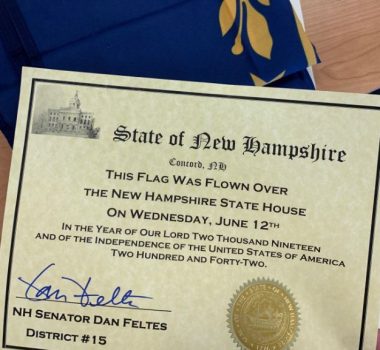 State of New Hampshire
Concord, NH
THIS FLAG WAS FLOWN OVER
THE NEW HAMPSHIRE STATE HOUSE
ON WEDNESDAY, JUNE 12TH
IN THE YEAR OF OUR LORD TWO THOUSAND NINETEEN
AND OF THE INDEPENDENCE OF THE UNITED STATES OF AMERICA
TWO HUNDRED AND FORTY-TWO.
Dan Feltes
NH SENATOR DAN FELTES
DISTRICT #15